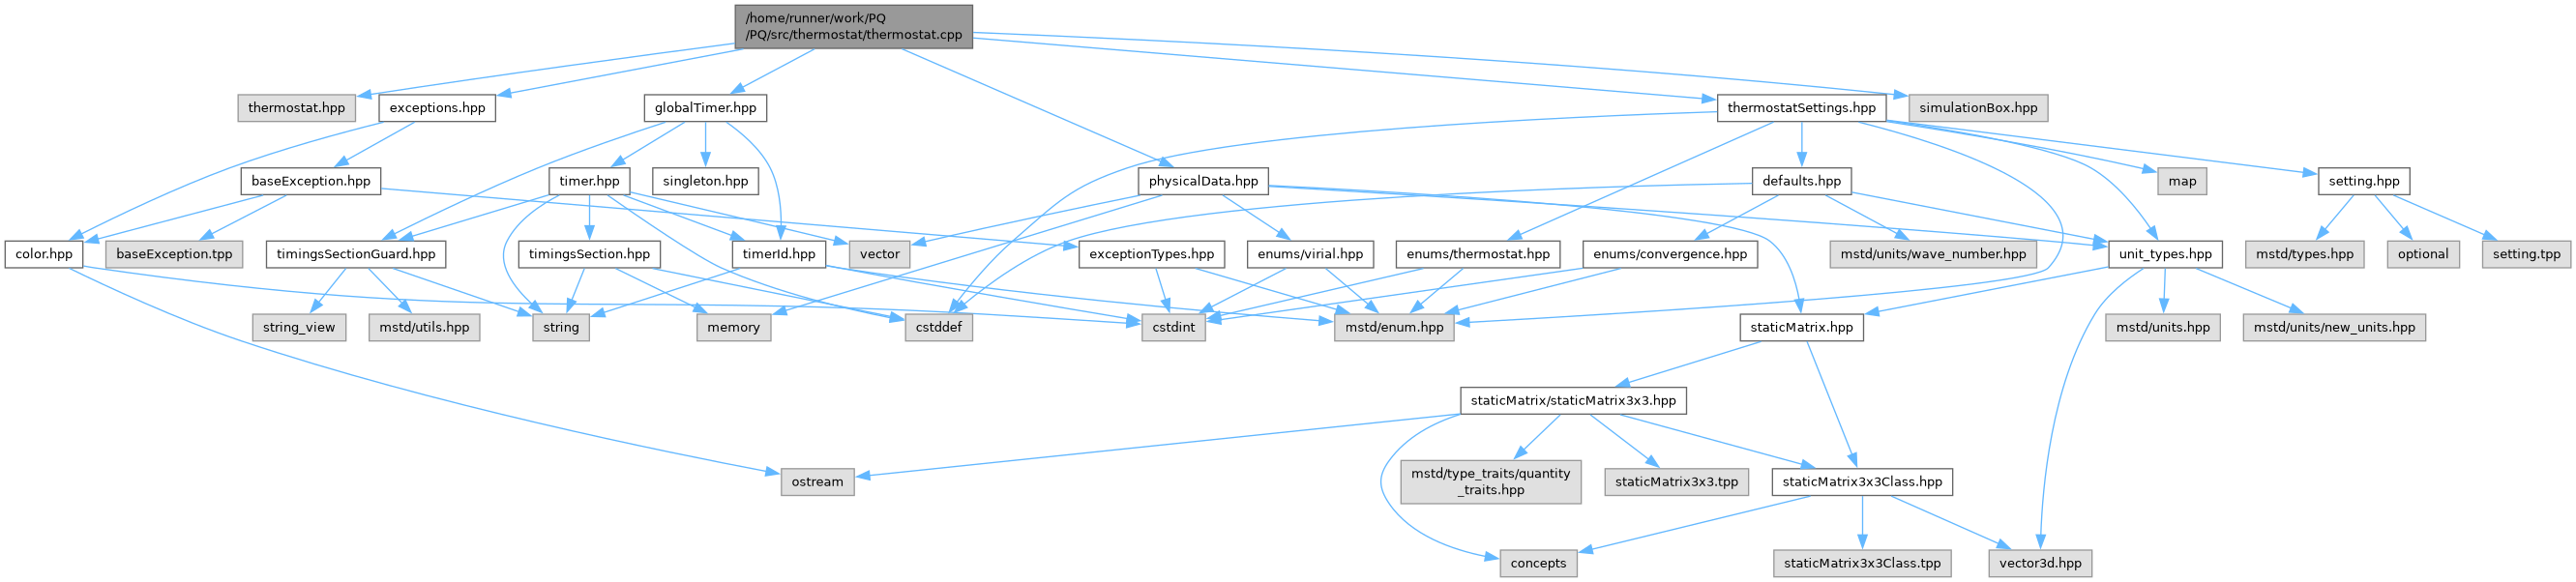 /home/runner/work/PQ
/PQ/src/thermostat/thermostat.cpp
thermostat.hpp
exceptions.hpp
globalTimer.hpp
thermostatSettings.hpp
simulationBox.hpp
baseException.hpp
timer.hpp
singleton.hpp
physicalData.hpp
defaults.hpp
map
setting.hpp
color.hpp
baseException.tpp
timingsSectionGuard.hpp
timingsSection.hpp
timerId.hpp
vector
exceptionTypes.hpp
enums/virial.hpp
enums/thermostat.hpp
enums/convergence.hpp
mstd/units/wave_number.hpp
unit_types.hpp
mstd/types.hpp
optional
setting.tpp
string_view
mstd/utils.hpp
string
memory
cstddef
cstdint
mstd/enum.hpp
staticMatrix.hpp
mstd/units.hpp
mstd/units/new_units.hpp
staticMatrix/staticMatrix3x3.hpp
ostream
mstd/type_traits/quantity
_traits.hpp
staticMatrix3x3.tpp
staticMatrix3x3Class.hpp
concepts
staticMatrix3x3Class.tpp
vector3d.hpp